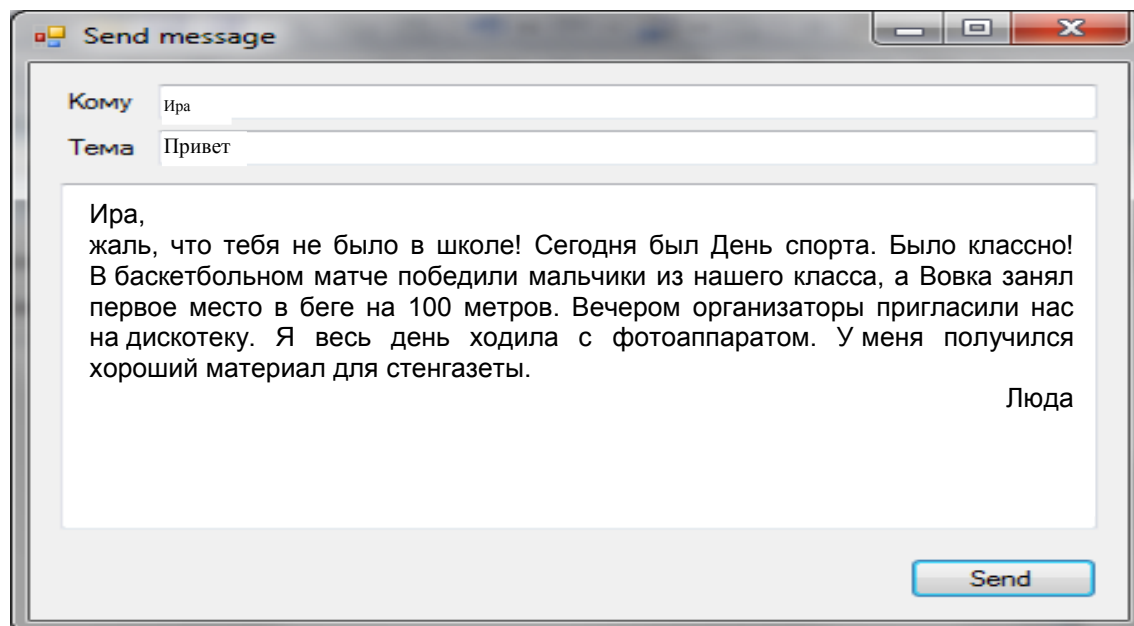 Send message
Кому Ира
Тема Привет
Ира,
жаль, что тебя не было в школе! Сегодня был День спорта. Было классно!
В баскетбольном матче победили мальчики из нашего класса, а Вовка занял
первое место в беге на 100 метров. Вечером организаторы пригласили нас
на дискотеку. Я весь день ходила с фотоаппаратом. У меня получился
хороший материал для стенгазеты.
Люда
Send